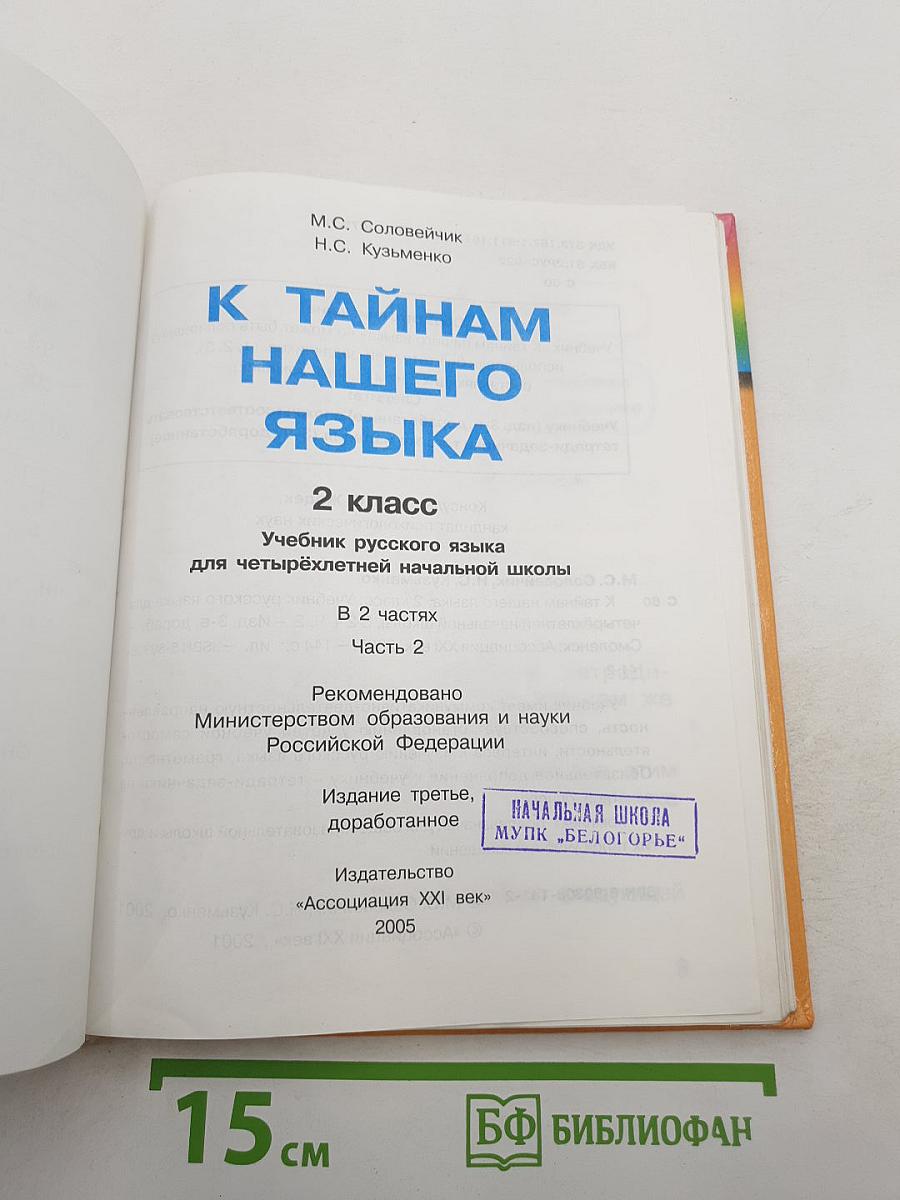 М.С. Соловейчик
Н.С. Кузьменко
К ТАЙНАМ
НАШЕГО
ЯЗЫКА
2 класс
Учебник русского языка
для четырёхлетней начальной школы
В 2 частях
Часть 2
Рекомендовано
Министерством образования и науки
Российской Федерации
Издание третье,
доработанное
НАЧАЛЬНАЯ ШКОЛА
МУПК „БЕЛОГОРЬЕ“
Издательство
«Ассоциация XXI век»
2005
15 см
БФ БИБЛИОФАН